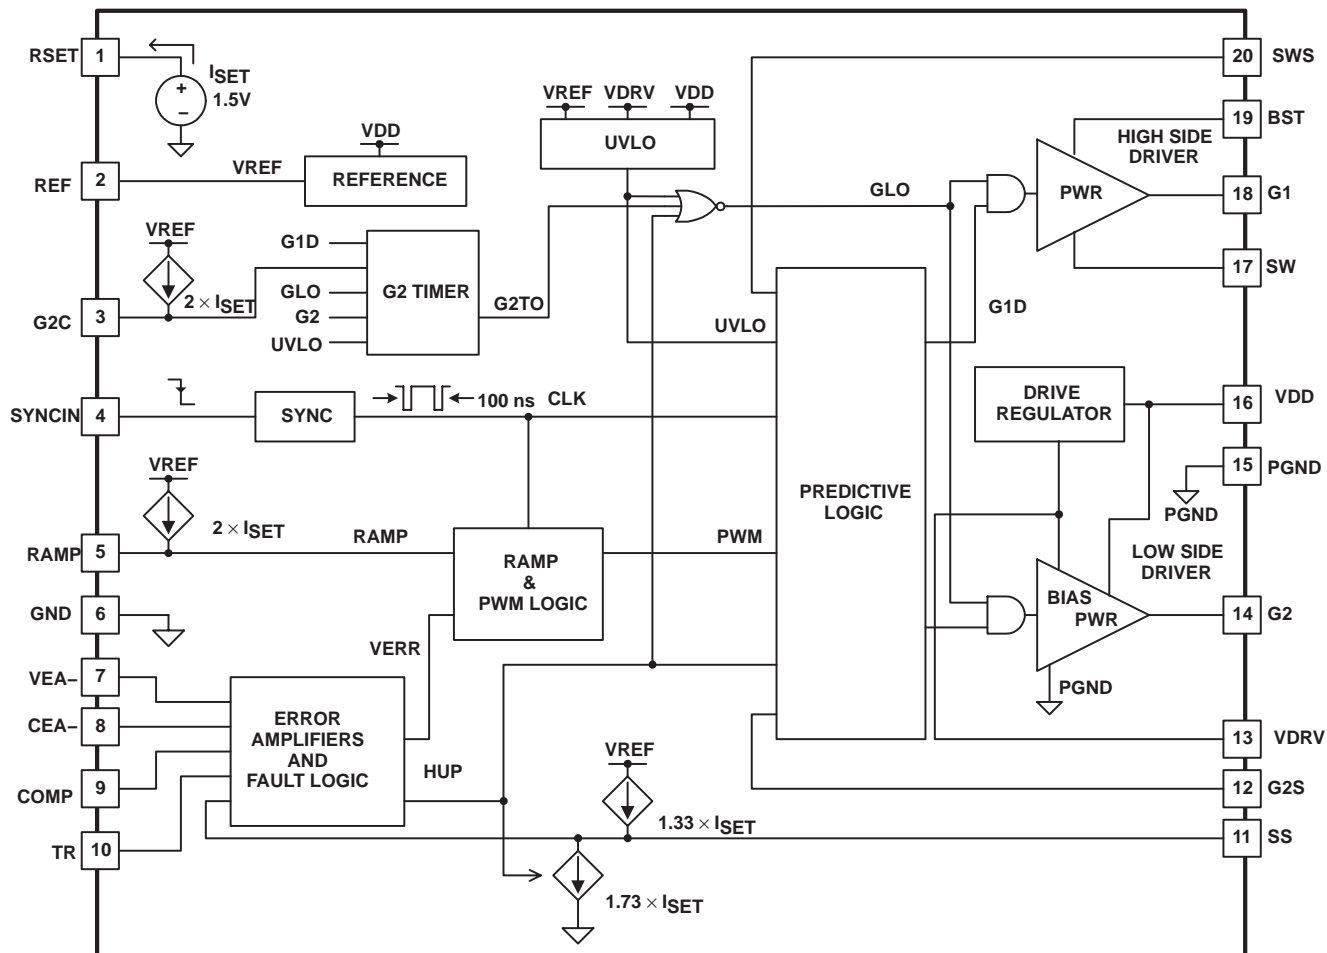 RSET 1
I_SET
1.5V
20 SWS
VREF VDRV VDD
UVLO
19 BST
HIGH SIDE
DRIVER
VDD
REF 2
VREF
REFERENCE
GLO
PWR
18 G1
VREF
G1D
GLO
G2
UVLO
G2 TIMER
G2TO
17 SW
2 × I_SET
G2C 3
G1D
UVLO
SYNCIN 4
SYNC
100 ns CLK
DRIVE
REGULATOR
16 VDD
15 PGND
PGND
VREF
2 × I_SET
RAMP 5
RAMP
RAMP
&
PWM LOGIC
PWM
PREDICTIVE
LOGIC
LOW SIDE
DRIVER
BIAS
PWR
14 G2
PGND
GND 6
VERR
VEA– 7
CEA– 8
COMP 9
TR 10
ERROR
AMPLIFIERS
AND
FAULT LOGIC
HUP
VREF
1.33 × I_SET
1.73 × I_SET
13 VDRV
12 G2S
11 SS